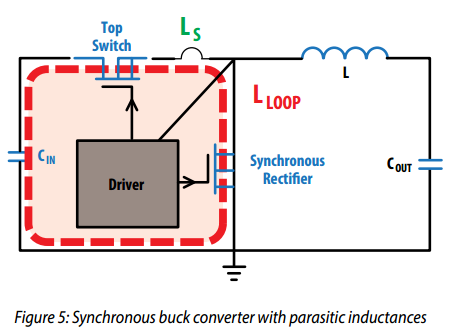 Top
Switch
LS
L
LLOOP
CIN
Driver
Synchronous
Rectifier
COUT
Figure 5: Synchronous buck converter with parasitic inductances